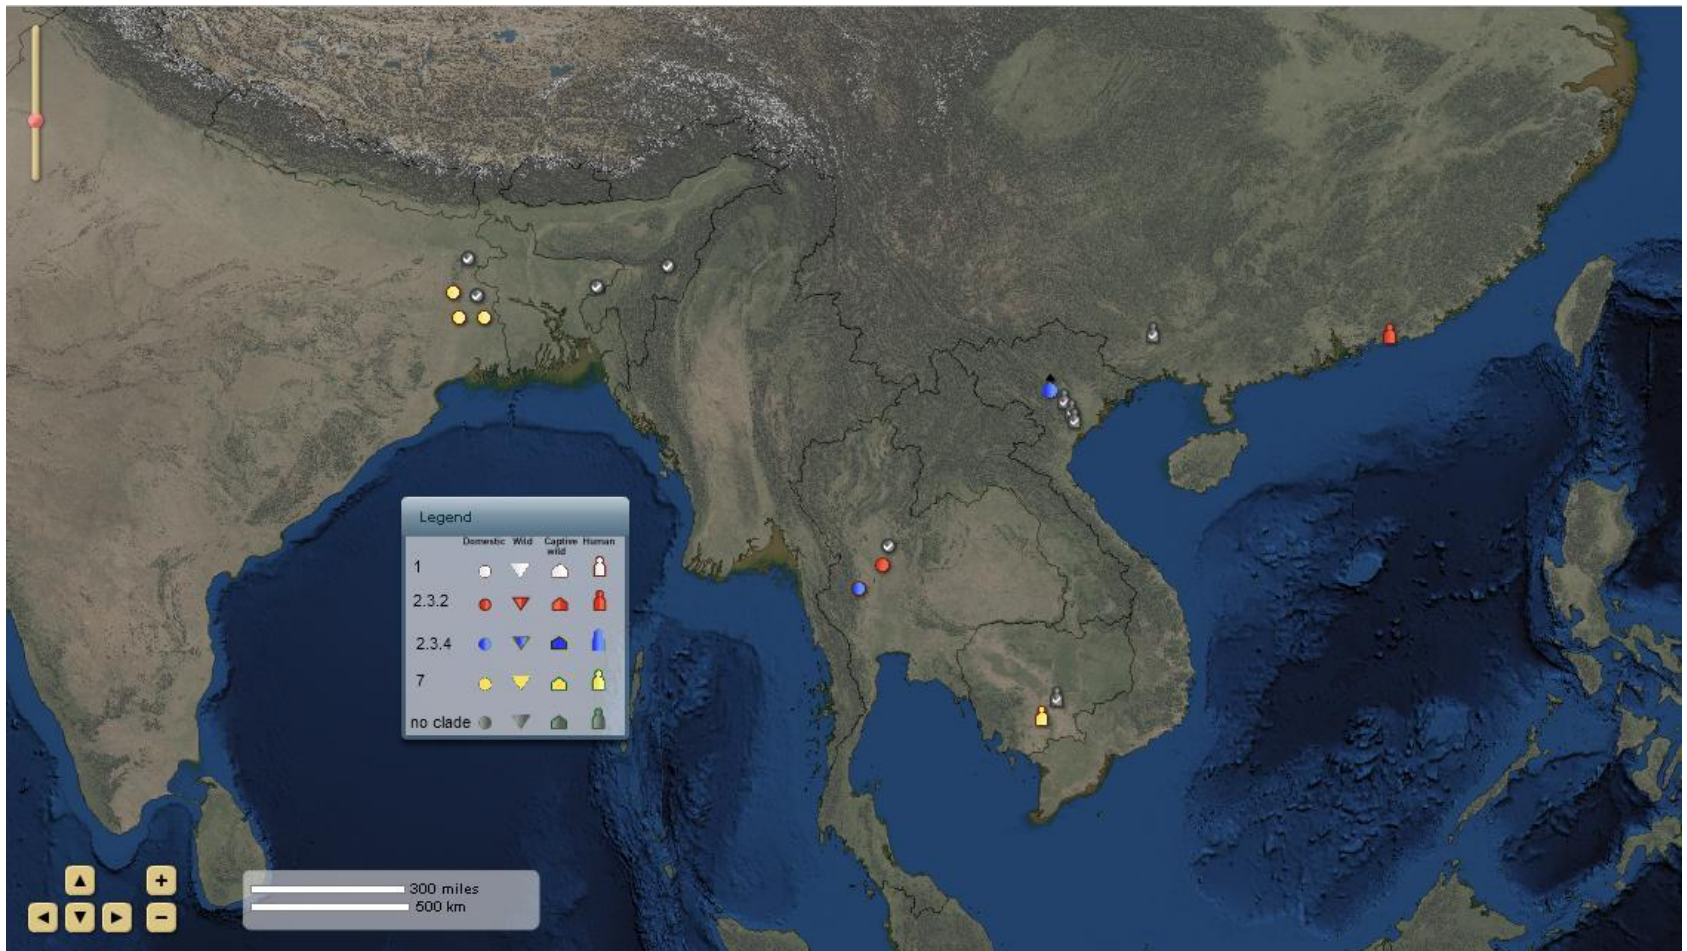 Legend
Domestic Wild Captive wild Human
1
2.3.2
2.3.4
7
no clade
300 miles
500 km